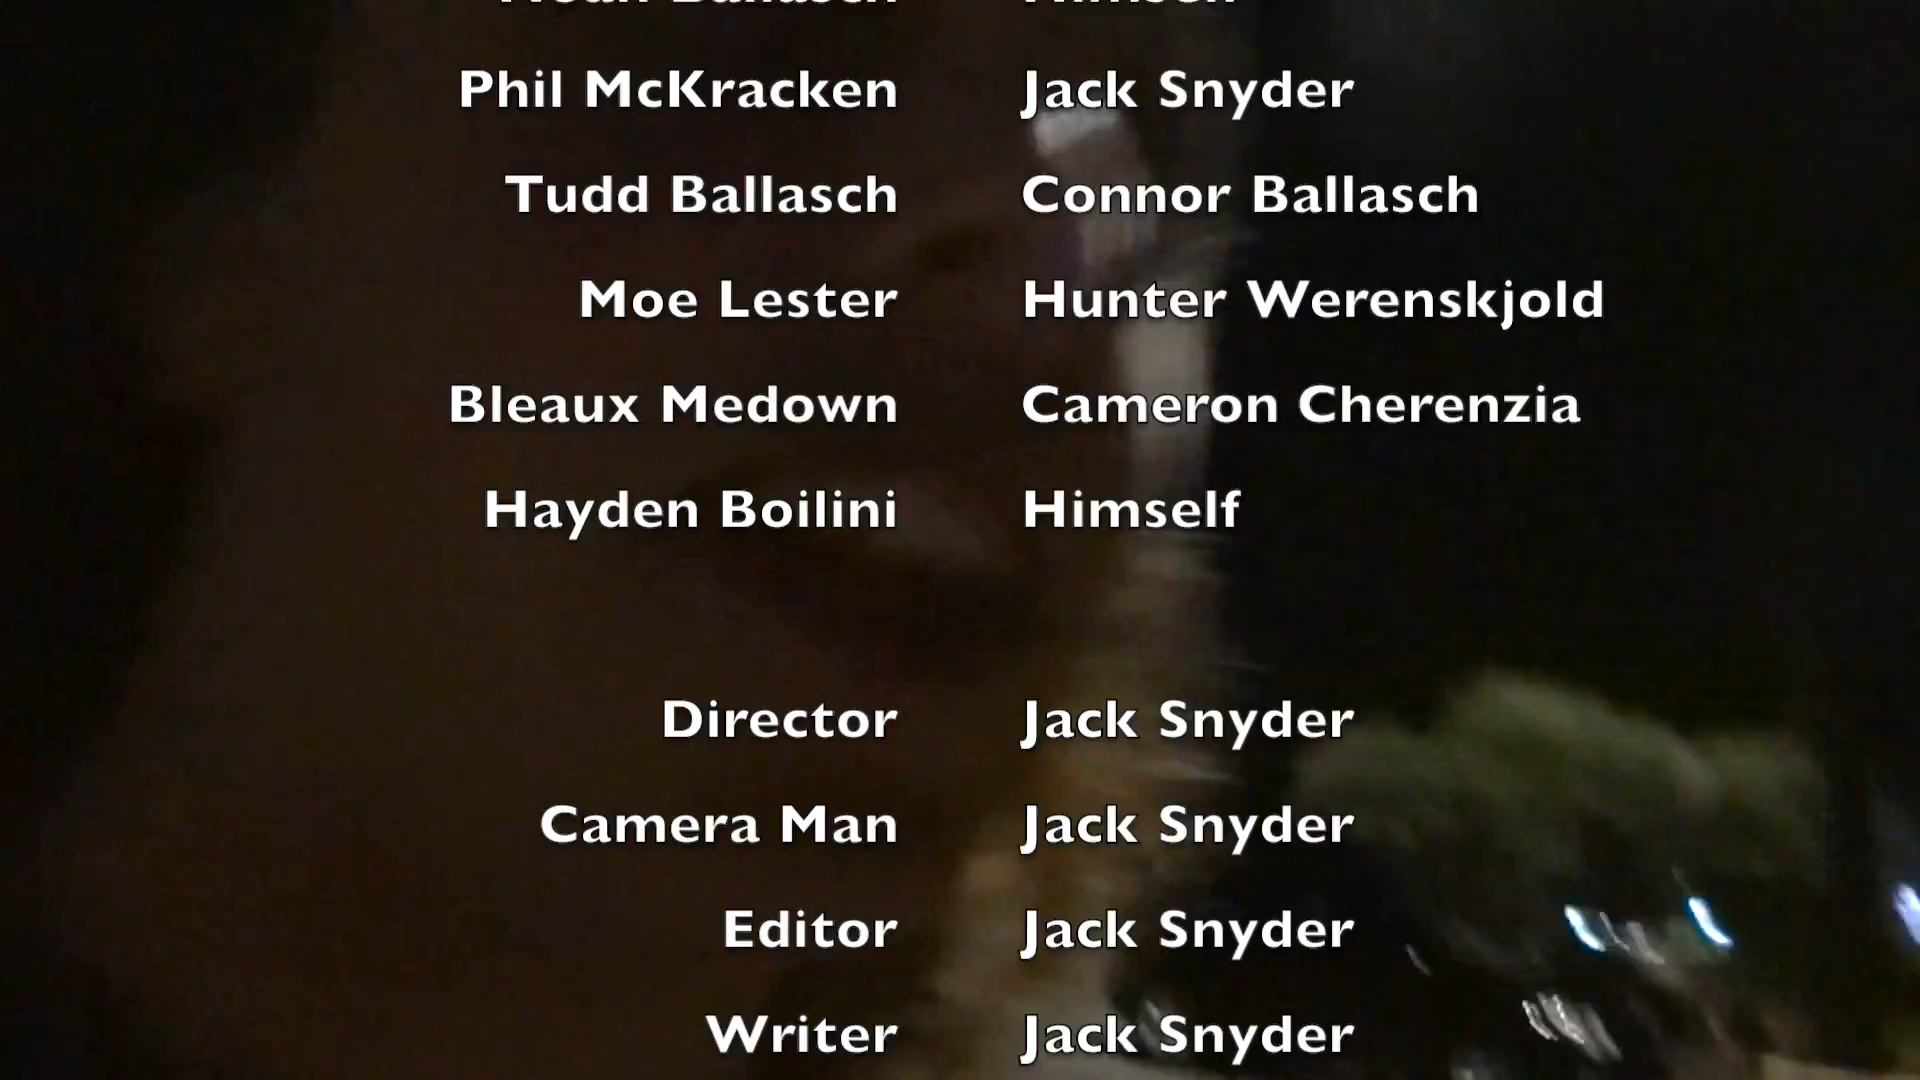 Phil McKracken Jack Snyder
Tudd Ballasch Connor Ballasch
Moe Lester Hunter Werenskjold
Bleaux Medown Cameron Cherenzia
Hayden Boilini Himself
Director Jack Snyder
Camera Man Jack Snyder
Editor Jack Snyder
Writer Jack Snyder